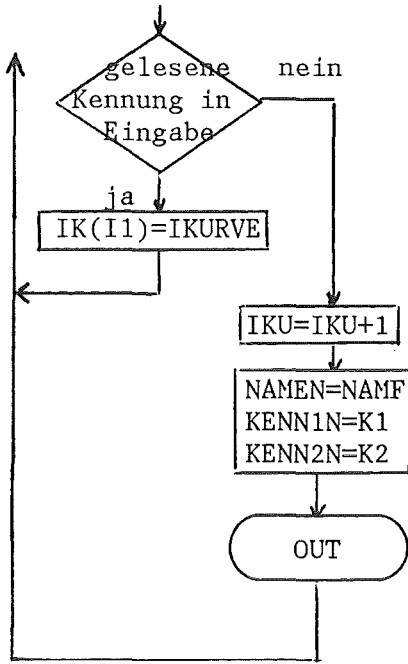 gelesene
Kennung in
Eingabe
nein
ja
IK(I1)=IKURVE
IKU=IKU+1
NAMEN=NAMF
KENN1N=K1
KENN2N=K2
OUT